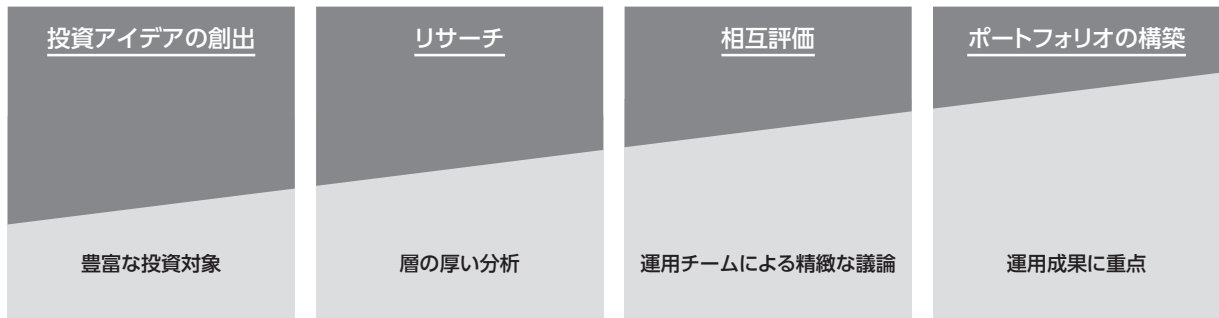 投資アイデアの創出
リサーチ
相互評価
ポートフォリオの構築
豊富な投資対象
層の厚い分析
運用チームによる精緻な議論
運用成果に重点